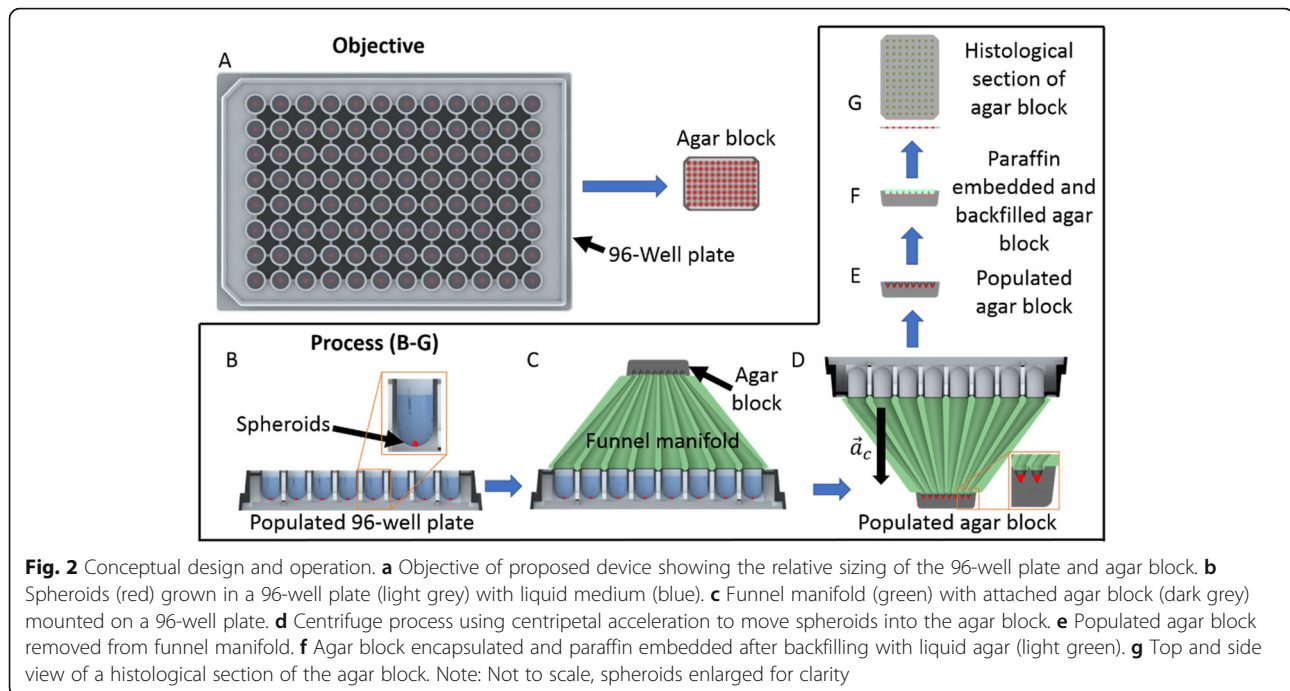 Objective
A
Agar block
96-Well plate
Process (B-G)
B
Spheroids
Populated 96-well plate
C
Agar
block
Funnel manifold
D
a⃗c
Populated agar block
E
Populated
agar block
F
Paraffin
embedded and
backfilled agar
block
G
Histological
section of
agar block
Fig. 2 Conceptual design and operation. a Objective of proposed device showing the relative sizing of the 96-well plate and agar block. b
Spheroids (red) grown in a 96-well plate (light grey) with liquid medium (blue). c Funnel manifold (green) with attached agar block (dark grey)
mounted on a 96-well plate. d Centrifuge process using centripetal acceleration to move spheroids into the agar block. e Populated agar block
removed from funnel manifold. f Agar block encapsulated and paraffin embedded after backfilling with liquid agar (light green). g Top and side
view of a histological section of the agar block. Note: Not to scale, spheroids enlarged for clarity